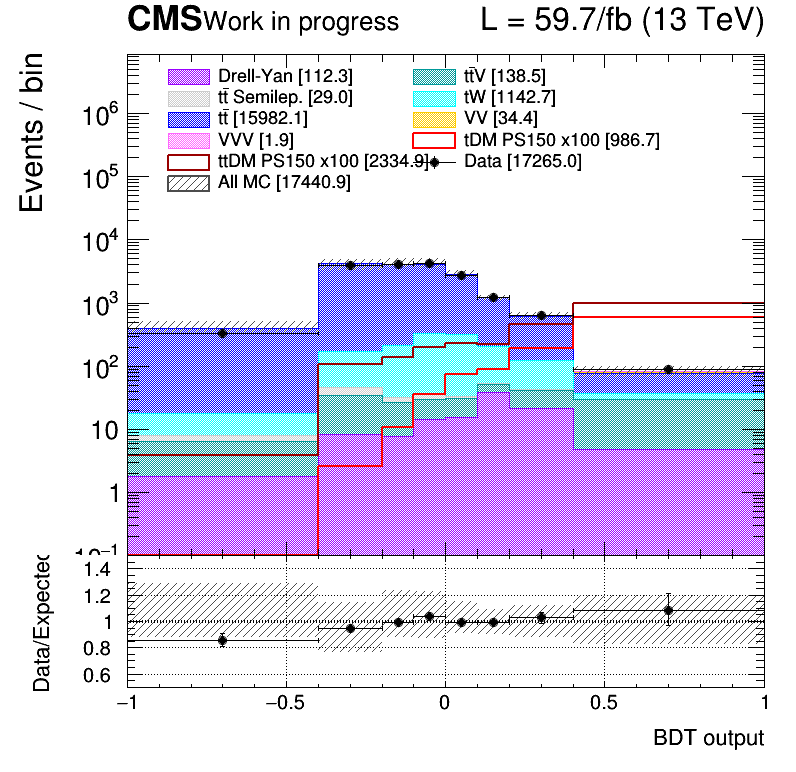 CMS Work in progress L = 59.7/fb (13 TeV)
Events / bin
Drell-Yan [112.3] tt̄V [138.5]
tt̄ Semilep. [29.0] tW [1142.7]
tt̄ [15982.1] VV [34.4]
VVV [1.9] tDM PS150 x100 [986.7]
ttDM PS150 x100 [2334.9] Data [17265.0]
All MC [17440.9]
10⁶
10⁵
10⁴
10³
10²
10
1
10⁻¹
Data/Expected
1.4
1.2
1
0.8
0.6
−1 −0.5 0 0.5 1
BDT output